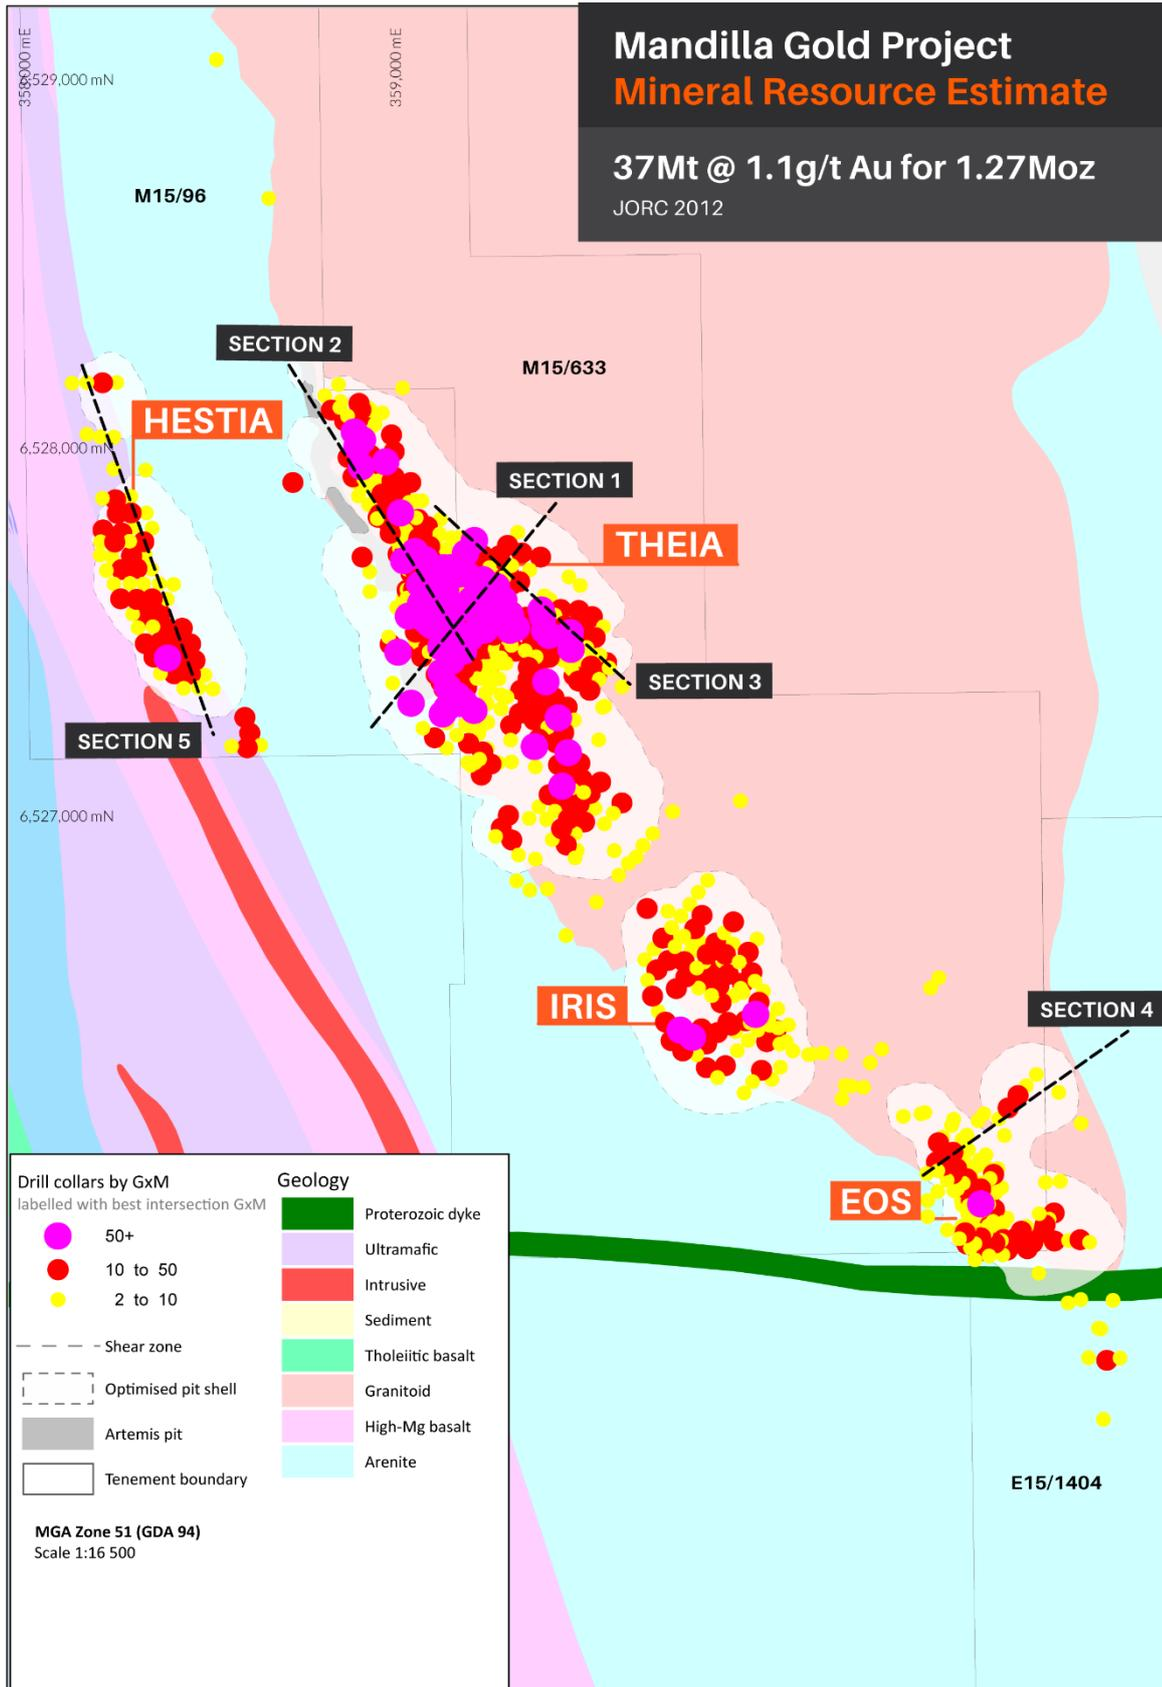 Mandilla Gold Project
Mineral Resource Estimate
37Mt @ 1.1g/t Au for 1.27Moz
JORC 2012
358,000 mE
359,000 mE
6,529,000 mN
M15/96
SECTION 2
M15/633
HESTIA
6,528,000 mN
SECTION 1
THEIA
SECTION 3
SECTION 5
6,527,000 mN
IRIS
SECTION 4
EOS
E15/1404
Drill collars by GxM
labelled with best intersection GxM
50+
10 to 50
2 to 10
Shear zone
Optimised pit shell
Artemis pit
Tenement boundary
MGA Zone 51 (GDA 94)
Scale 1:16 500
Geology
Proterozoic dyke
Ultramafic
Intrusive
Sediment
Tholeiitic basalt
Granitoid
High-Mg basalt
Arenite